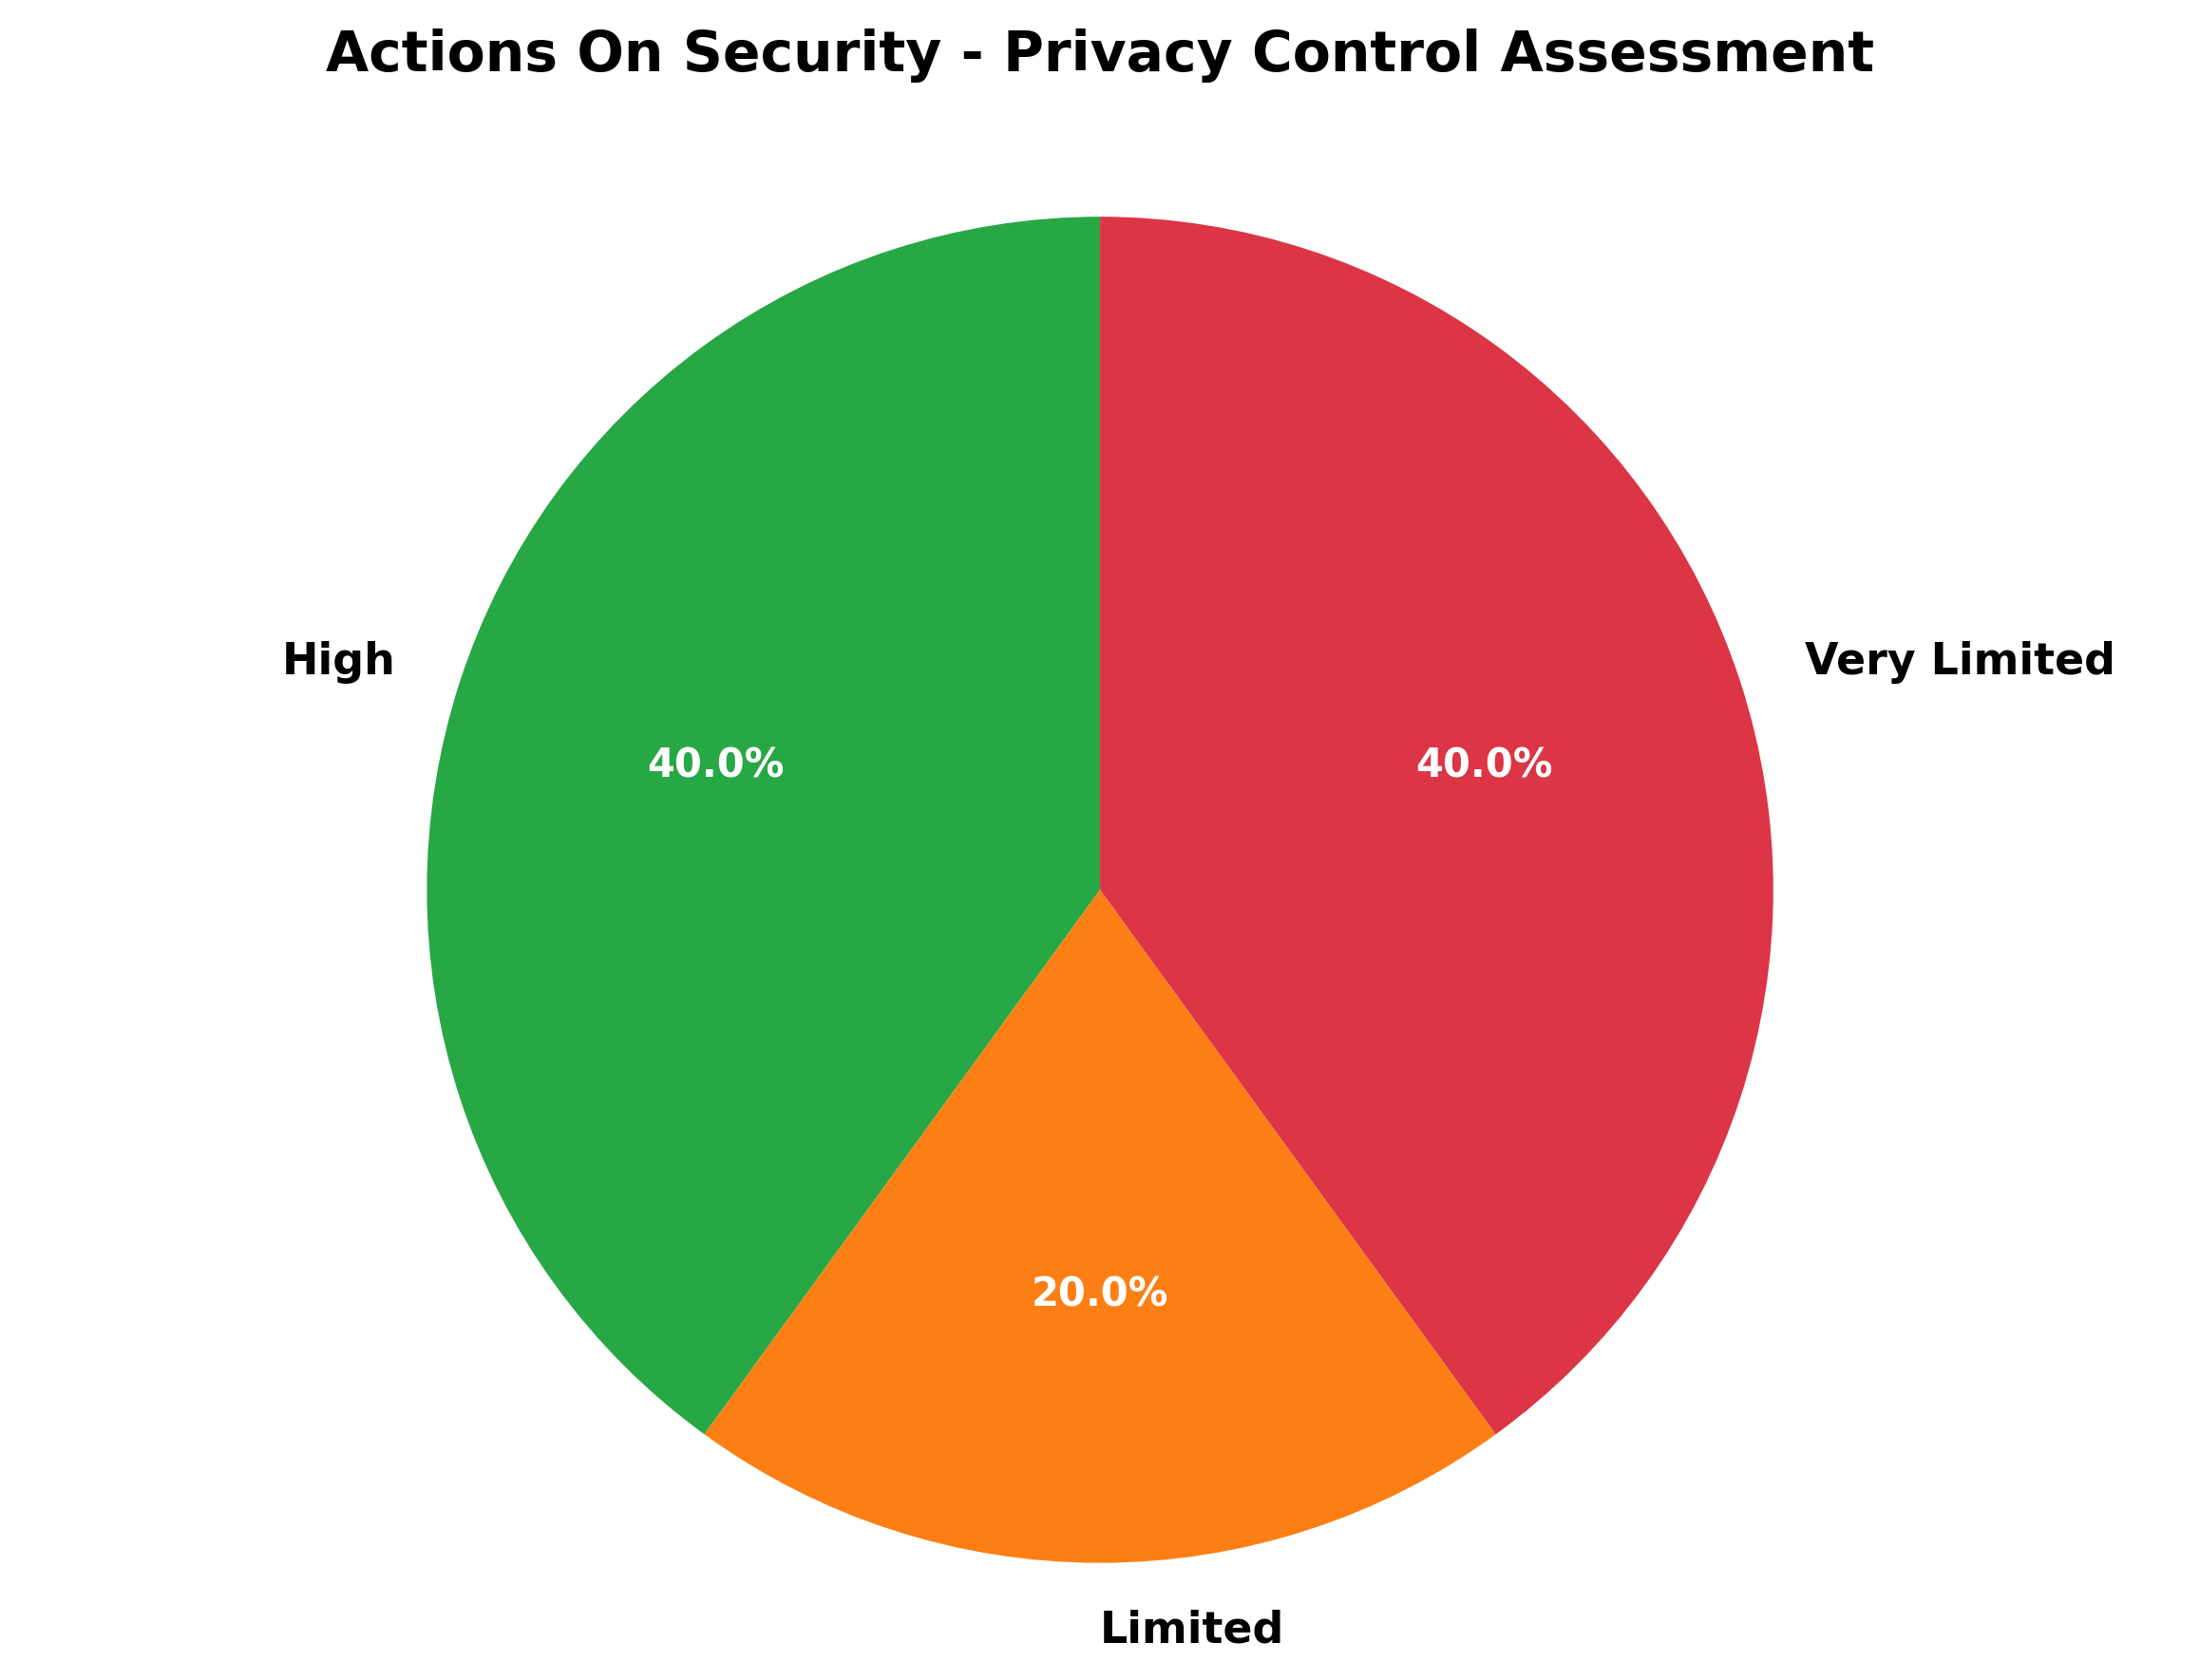 Actions On Security - Privacy Control Assessment
High
Very Limited
40.0%
40.0%
20.0%
Limited